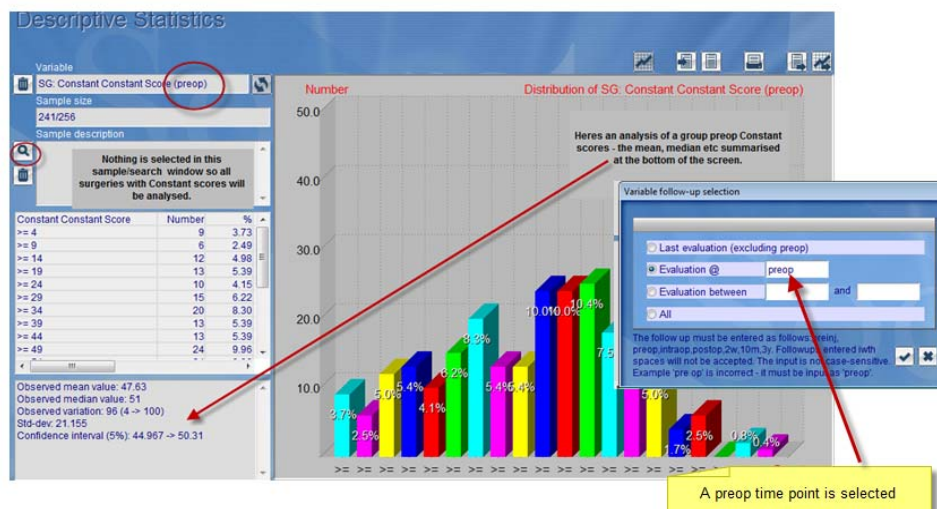 Descriptive Statistics
Variable
SG: Constant Constant Score (preop)
Sample size
241/256
Sample description
Nothing is selected in this
sample/search window so all
surgeries with Constant scores will
be analysed.
Constant Constant Score Number %
>= 4 9 3.73
>= 9 6 2.49
>= 14 12 4.98
>= 19 13 5.39
>= 24 10 4.15
>= 29 15 6.22
>= 34 20 8.30
>= 39 13 5.39
>= 44 13 5.39
>= 49 24 9.96
Observed mean value: 47.63
Observed median value: 51
Observed variation: 96 (4 -> 100)
Std-dev: 21.155
Confidence interval (5%): 44.967 -> 50.31
Number
Distribution of SG: Constant Constant Score (preop)
Heres an analysis of a group preop Constant
scores - the mean, median etc summarised
at the bottom of the screen.
50.0
40.0
30.0
20.0
10.0
3.7% 2.5% 5.0% 5.4% 4.1% 6.2% 8.3% 5.4% 5.4% 10.0% 10.0% 10.4% 7.5 5.0% 1.7% 2.5% 0.8% 0.4%
>= >= >= >= >= >= >= >= >= >= >= >= >= >= >= >= >=
Variable follow-up selection
Last evaluation (excluding preop)
Evaluation @ preop
Evaluation between and
All
The follow up must be entered as follows: preinj,
preop,intraop,postop,2w,10m,3y. Followups entered iwth
spaces will not be accepted. The input is not case-sensitive.
Example 'pre op' is incorrect - it must be input as 'preop'.
A preop time point is selected